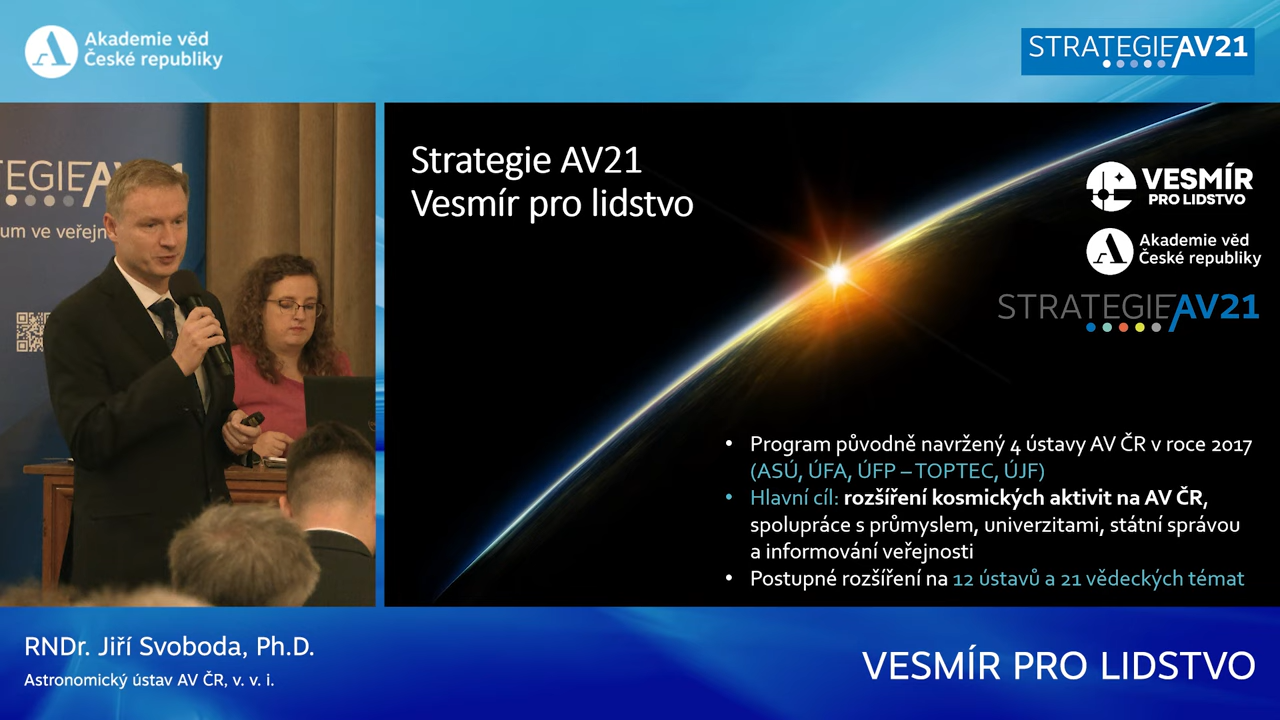 Akademie věd
České republiky
STRATEGIE AV21
TEGIE A
um ve veřejn
Strategie AV21
Vesmír pro lidstvo
VESMÍR
PRO LIDSTVO
Akademie věd
České republiky
STRATEGIE AV21
• Program původně navržený 4 ústavy AV ČR v roce 2017
(ASÚ, ÚFA, ÚFP – TOPTEC, ÚJF)
• Hlavní cíl: rozšíření kosmických aktivit na AV ČR,
spolupráce s průmyslem, univerzitami, státní správou
a informování veřejnosti
• Postupné rozšíření na 12 ústavů a 21 vědeckých témat
RNDr. Jiří Svoboda, Ph.D.
Astronomický ústav AV ČR, v. v. i.
VESMÍR PRO LIDSTVO